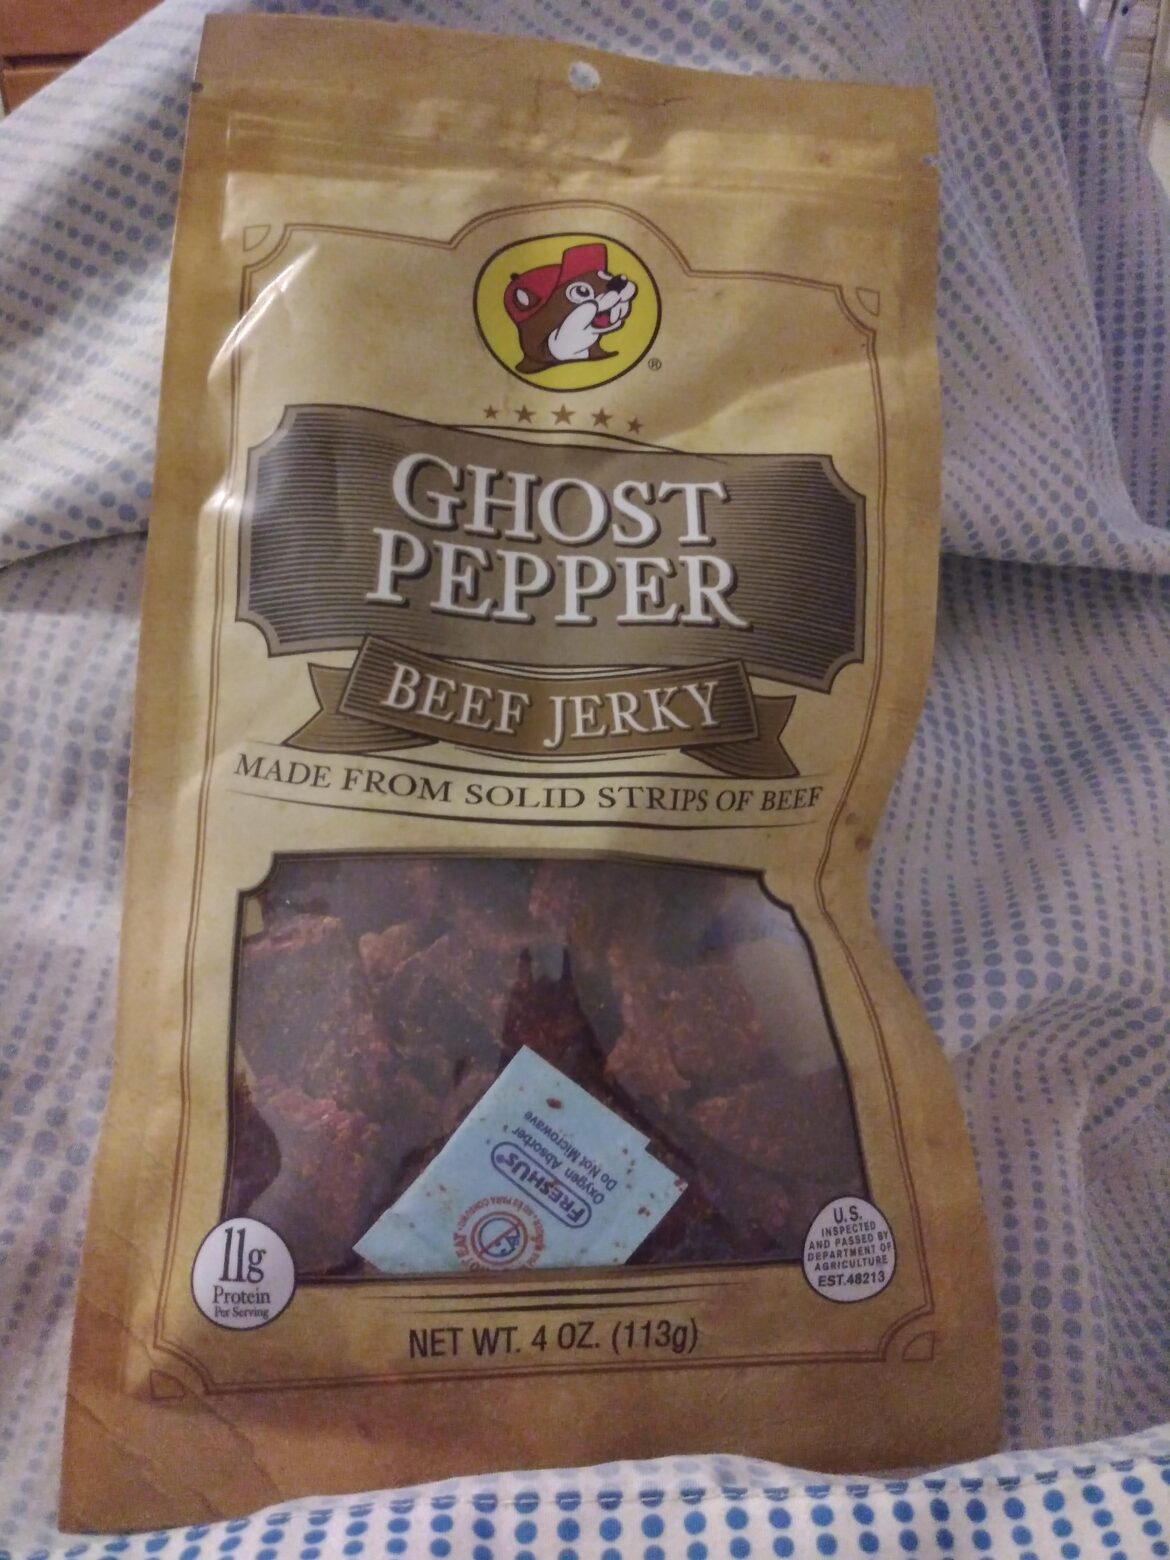 ®
GHOST
PEPPER
BEEF JERKY
MADE FROM SOLID STRIPS OF BEEF
FRESHUS®
Oxygen Absorber
Do Not Microwave
11g
Protein
Per Serving
U.S.
INSPECTED
AND PASSED BY
DEPARTMENT OF
AGRICULTURE
EST.48213
NET WT. 4 OZ. (113g)